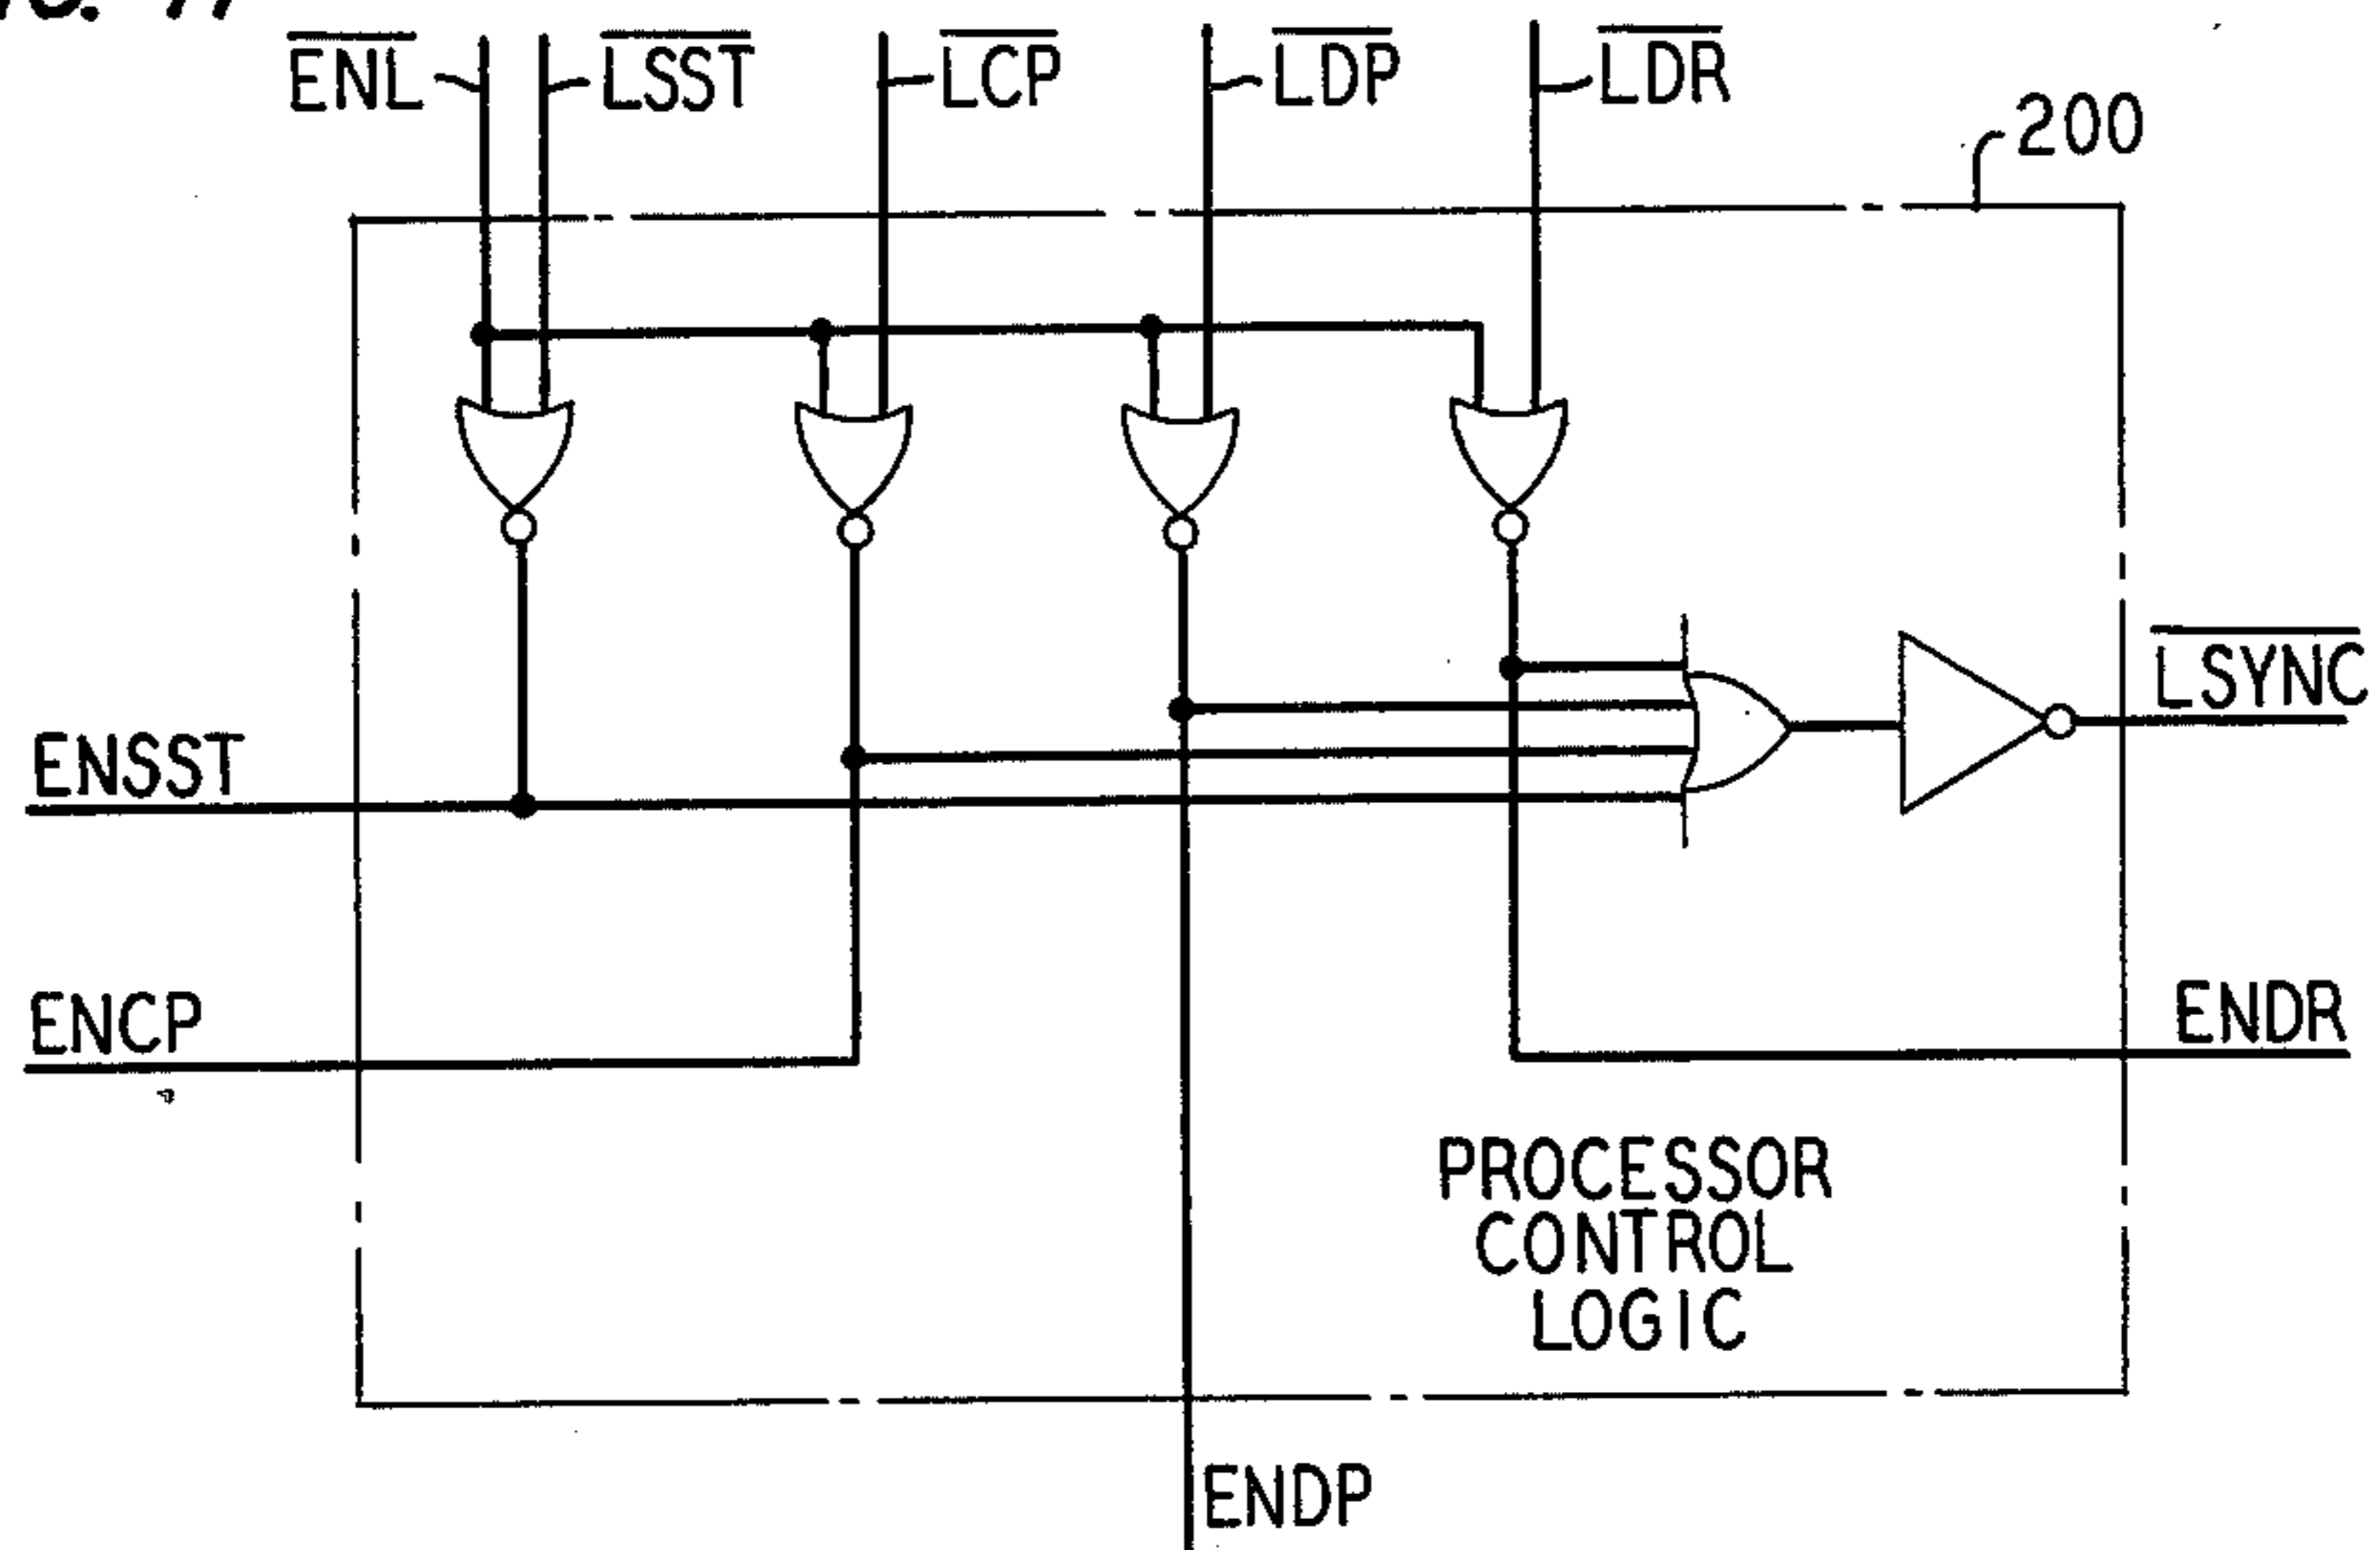 ENL
LSST
LCP
LDP
LDR
200
LSYNC
ENSST
ENCP
ENDR
PROCESSOR
CONTROL
LOGIC
ENDP